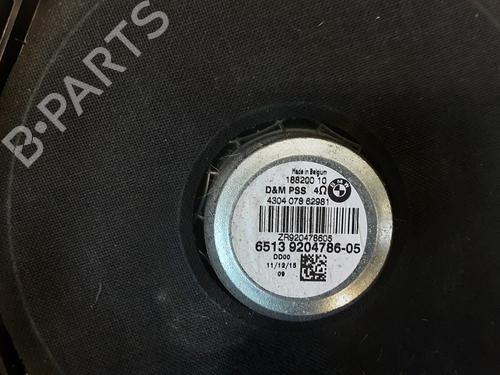 B-PARTS
Made in Belgium
188200 10
D&M PSS 4Ω
4304 078 62981
ZR920478605
6513 9204786-05
DD00
11/12/15
09